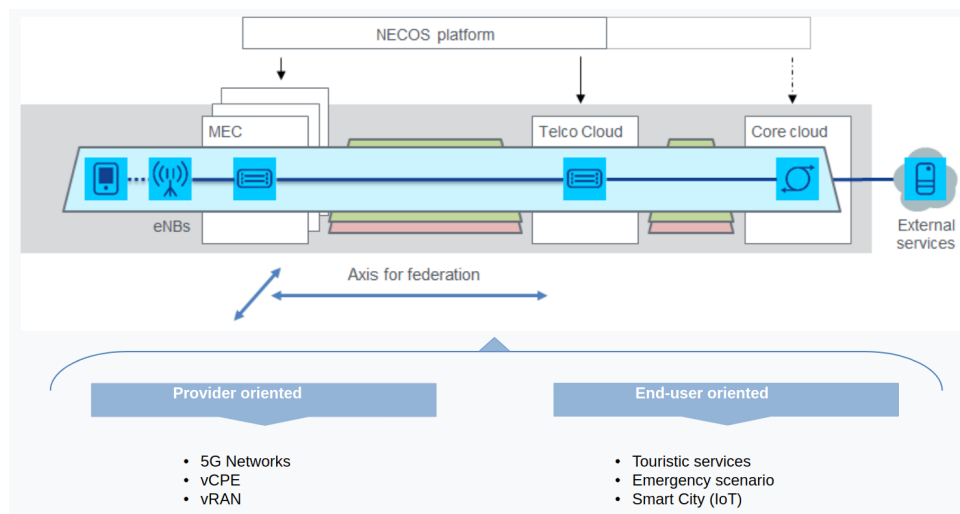 NECOS platform
MEC
Telco Cloud
Core cloud
eNBs
External
services
Axis for federation
Provider oriented
End-user oriented
• 5G Networks
• vCPE
• vRAN
• Touristic services
• Emergency scenario
• Smart City (IoT)